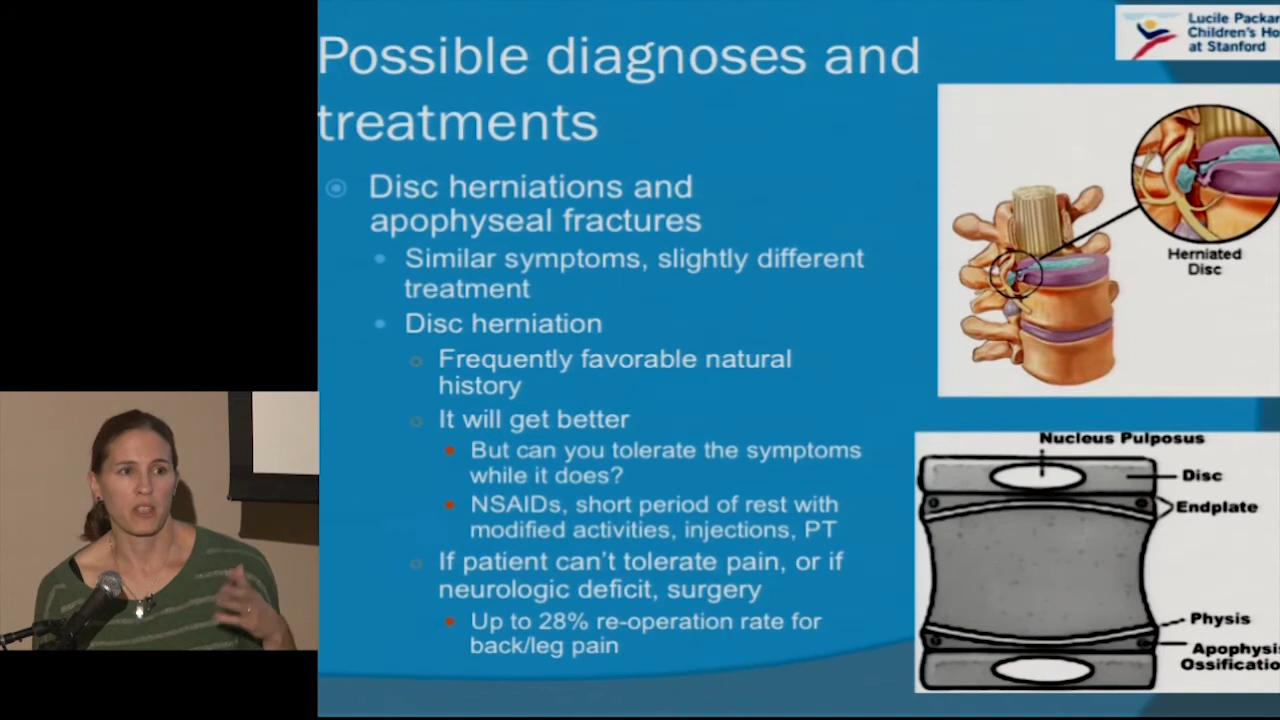 Possible diagnoses and
treatments
Disc herniations and
apophyseal fractures
Similar symptoms, slightly different
treatment
Disc herniation
Frequently favorable natural
history
It will get better
But can you tolerate the symptoms
while it does?
NSAIDs, short period of rest with
modified activities, injections, PT
If patient can't tolerate pain, or if
neurologic deficit, surgery
Up to 28% re-operation rate for
back/leg pain
Lucile Packar
Children's Ho
at Stanford
Herniated
Disc
Nucleus Pulposus
Disc
Endplate
Physis
Apophysis
Ossificatio